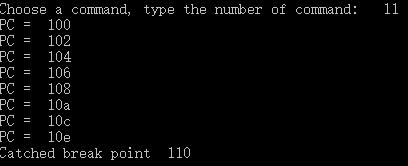 Choose a command, type the number of command:   11
PC =  100
PC =  102
PC =  104
PC =  106
PC =  108
PC =  10a
PC =  10c
PC =  10e
Catched break point  110